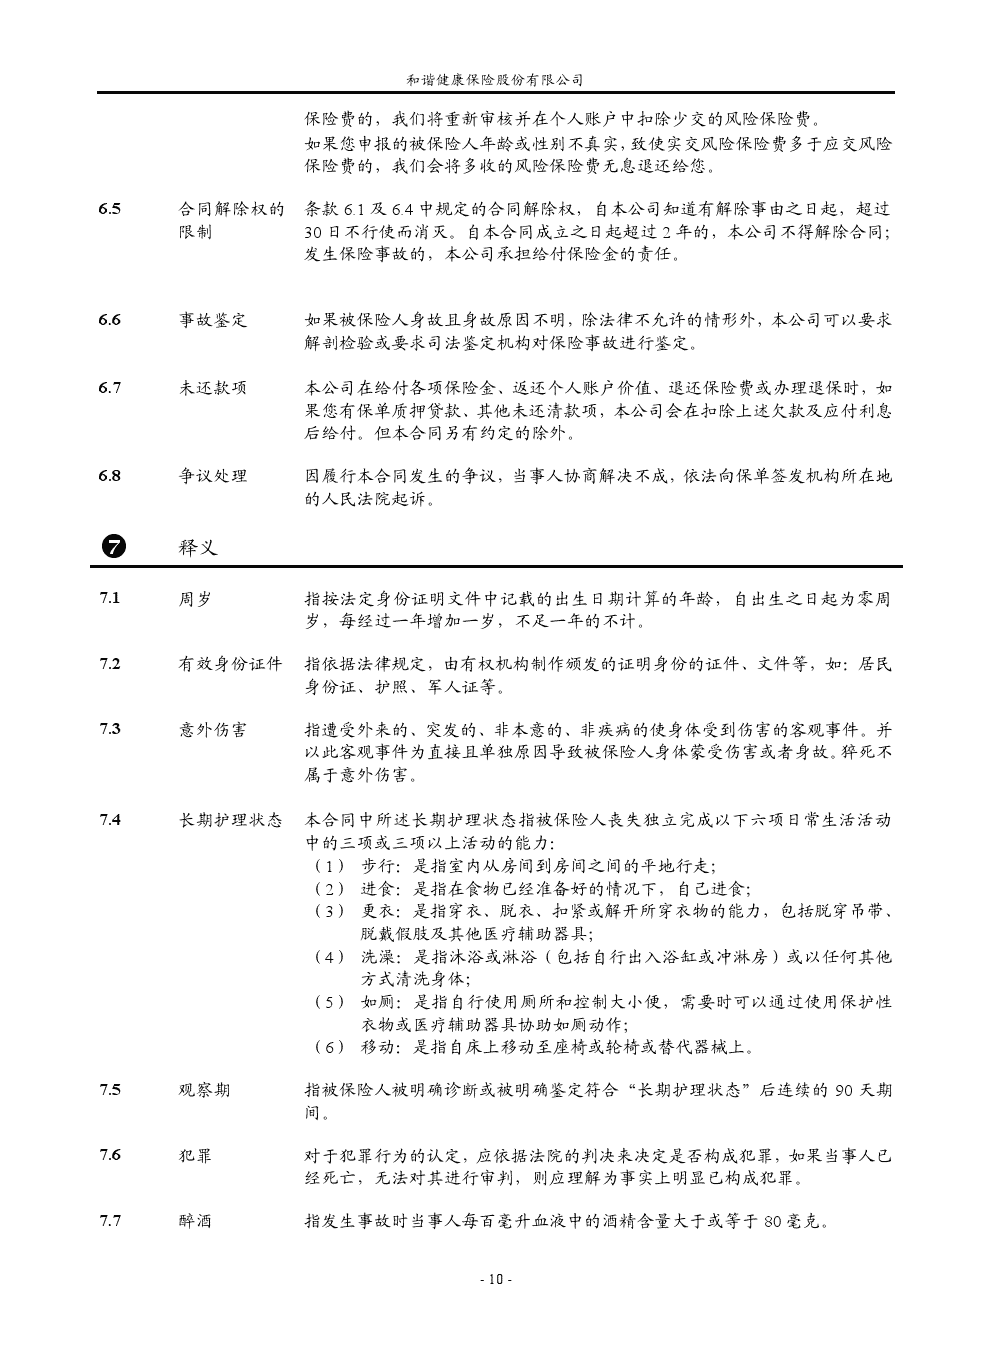 和谐健康保险股份有限公司
保险费的，我们将重新审核并在个人账户中扣除少交的风险保险费。
如果您申报的被保险人年龄或性别不真实，致使实交风险保险费多于应交风险
保险费的，我们会将多收的风险保险费无息退还给您。
6.5 合同解除权的 条款 6.1 及 6.4 中规定的合同解除权，自本公司知道有解除事由之日起，超过
限制 30 日不行使而消灭。自本合同成立之日起超过 2 年的，本公司不得解除合同；
发生保险事故的，本公司承担给付保险金的责任。
6.6 事故鉴定 如果被保险人身故且身故原因不明，除法律不允许的情形外，本公司可以要求
解剖检验或要求司法鉴定机构对保险事故进行鉴定。
6.7 未还款项 本公司在给付各项保险金、返还个人账户价值、退还保险费或办理退保时，如
果您有保单质押贷款、其他未还清款项，本公司会在扣除上述欠款及应付利息
后给付。但本合同另有约定的除外。
6.8 争议处理 因履行本合同发生的争议，当事人协商解决不成，依法向保单签发机构所在地
的人民法院起诉。
7 释义
7.1 周岁 指按法定身份证明文件中记载的出生日期计算的年龄，自出生之日起为零周
岁，每经过一年增加一岁，不足一年的不计。
7.2 有效身份证件 指依据法律规定，由有权机构制作颁发的证明身份的证件、文件等，如：居民
身份证、护照、军人证等。
7.3 意外伤害 指遭受外来的、突发的、非本意的、非疾病的使身体受到伤害的客观事件。并
以此客观事件为直接且单独原因导致被保险人身体蒙受伤害或者身故。猝死不
属于意外伤害。
7.4 长期护理状态 本合同中所述长期护理状态指被保险人丧失独立完成以下六项日常生活活动
中的三项或三项以上活动的能力：
（1） 步行：是指室内从房间到房间之间的平地行走；
（2） 进食：是指在食物已经准备好的情况下，自己进食；
（3） 更衣：是指穿衣、脱衣、扣紧或解开所穿衣物的能力，包括脱穿吊带、
脱戴假肢及其他医疗辅助器具；
（4） 洗澡：是指沐浴或淋浴（包括自行出入浴缸或冲淋房）或以任何其他
方式清洗身体；
（5） 如厕：是指自行使用厕所和控制大小便，需要时可以通过使用保护性
衣物或医疗辅助器具协助如厕动作；
（6） 移动：是指自床上移动至座椅或轮椅或替代器械上。
7.5 观察期 指被保险人被明确诊断或被明确鉴定符合“长期护理状态”后连续的 90 天期
间。
7.6 犯罪 对于犯罪行为的认定，应依据法院的判决来决定是否构成犯罪，如果当事人已
经死亡，无法对其进行审判，则应理解为事实上明显已构成犯罪。
7.7 醉酒 指发生事故时当事人每百毫升血液中的酒精含量大于或等于 80 毫克。
- 10 -